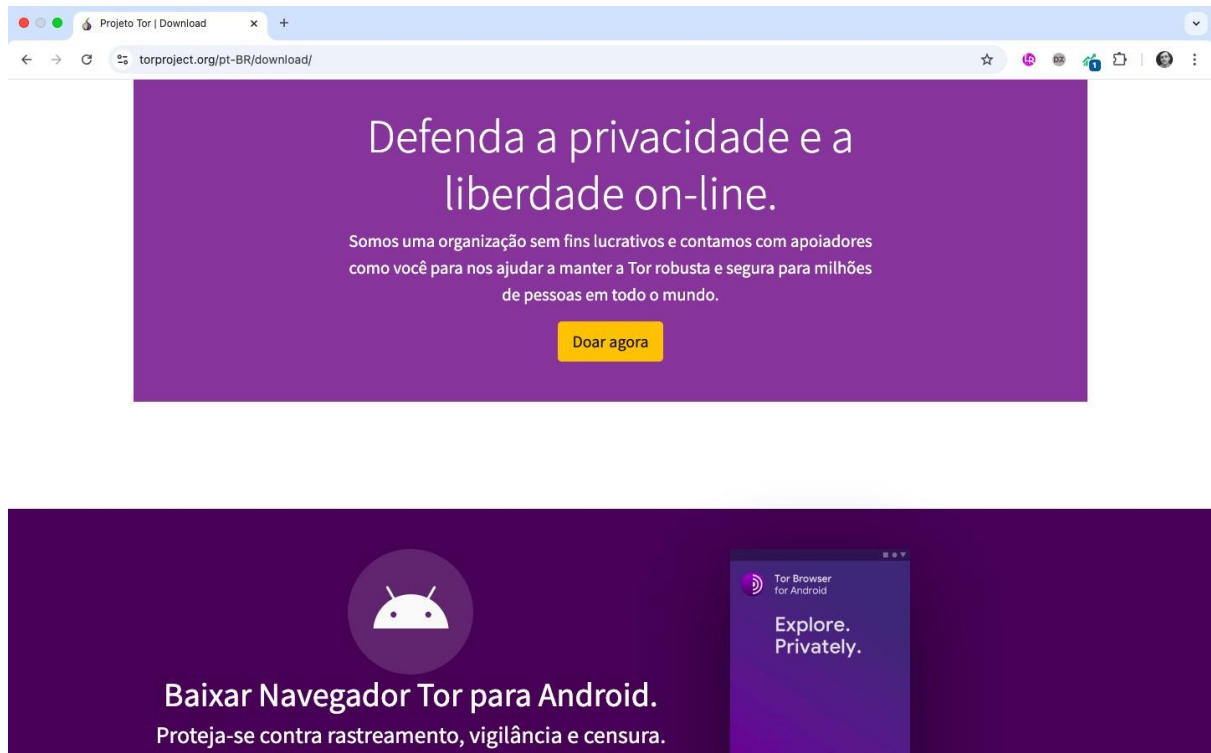 Projeto Tor | Download
torproject.org/pt-BR/download/
LR
DZ
1
Defenda a privacidade e a
liberdade on-line.
Somos uma organização sem fins lucrativos e contamos com apoiadores
como você para nos ajudar a manter a Tor robusta e segura para milhões
de pessoas em todo o mundo.
Doar agora
Tor Browser
for Android
Explore.
Privately.
Baixar Navegador Tor para Android.
Proteja-se contra rastreamento, vigilância e censura.